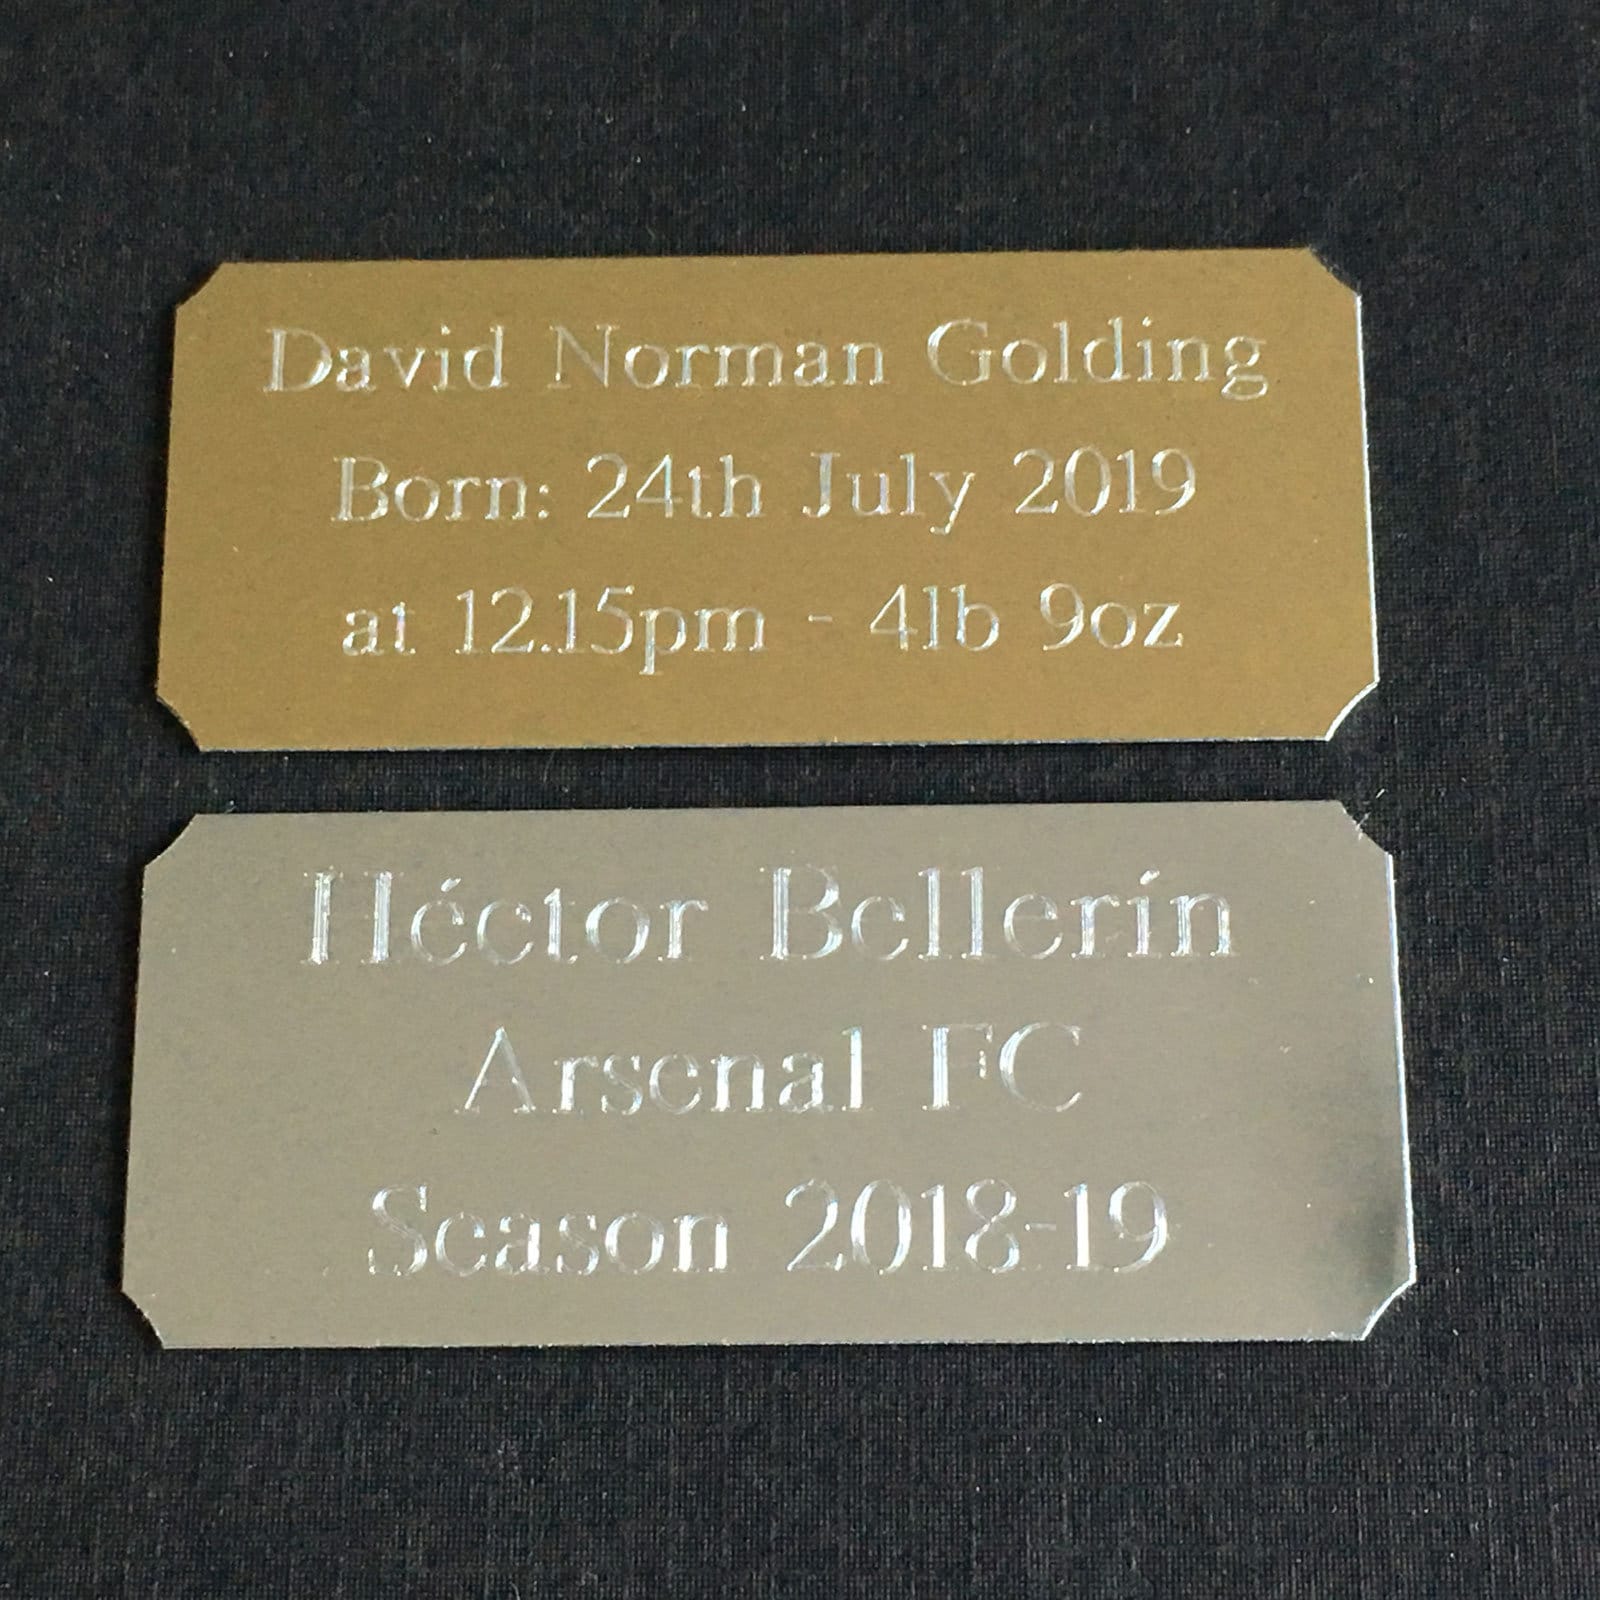 David Norman Golding
Born: 24th July 2019
at 12.15pm - 4lb 9oz
Héctor Bellerín
Arsenal FC
Season 2018-19